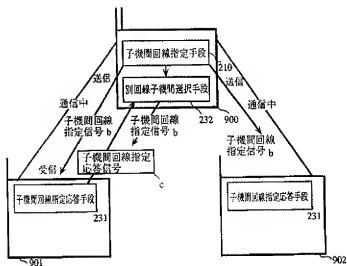 子機間回線指定手段
210
送信
送信
別回線子機間選択手段
232
900
通信中
通信中
子機間回線
指定信号b
子機間回線
指定信号b
子機間回線
指定信号b
受信
子機間回線指定
応答信号
c
子機間回線指定応答手段
231
901
子機間回線指定応答手段
231
902